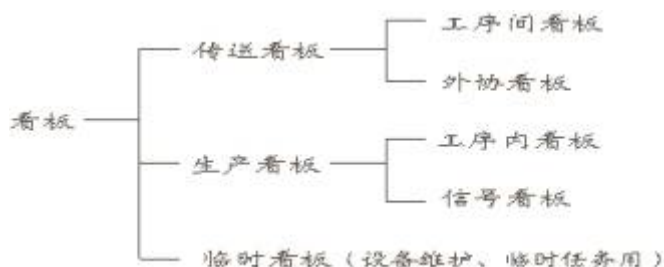 工序间看板
传送看板
外协看板
看板
工序内看板
生产看板
信号看板
临时看板（设备维护、临时任务用）